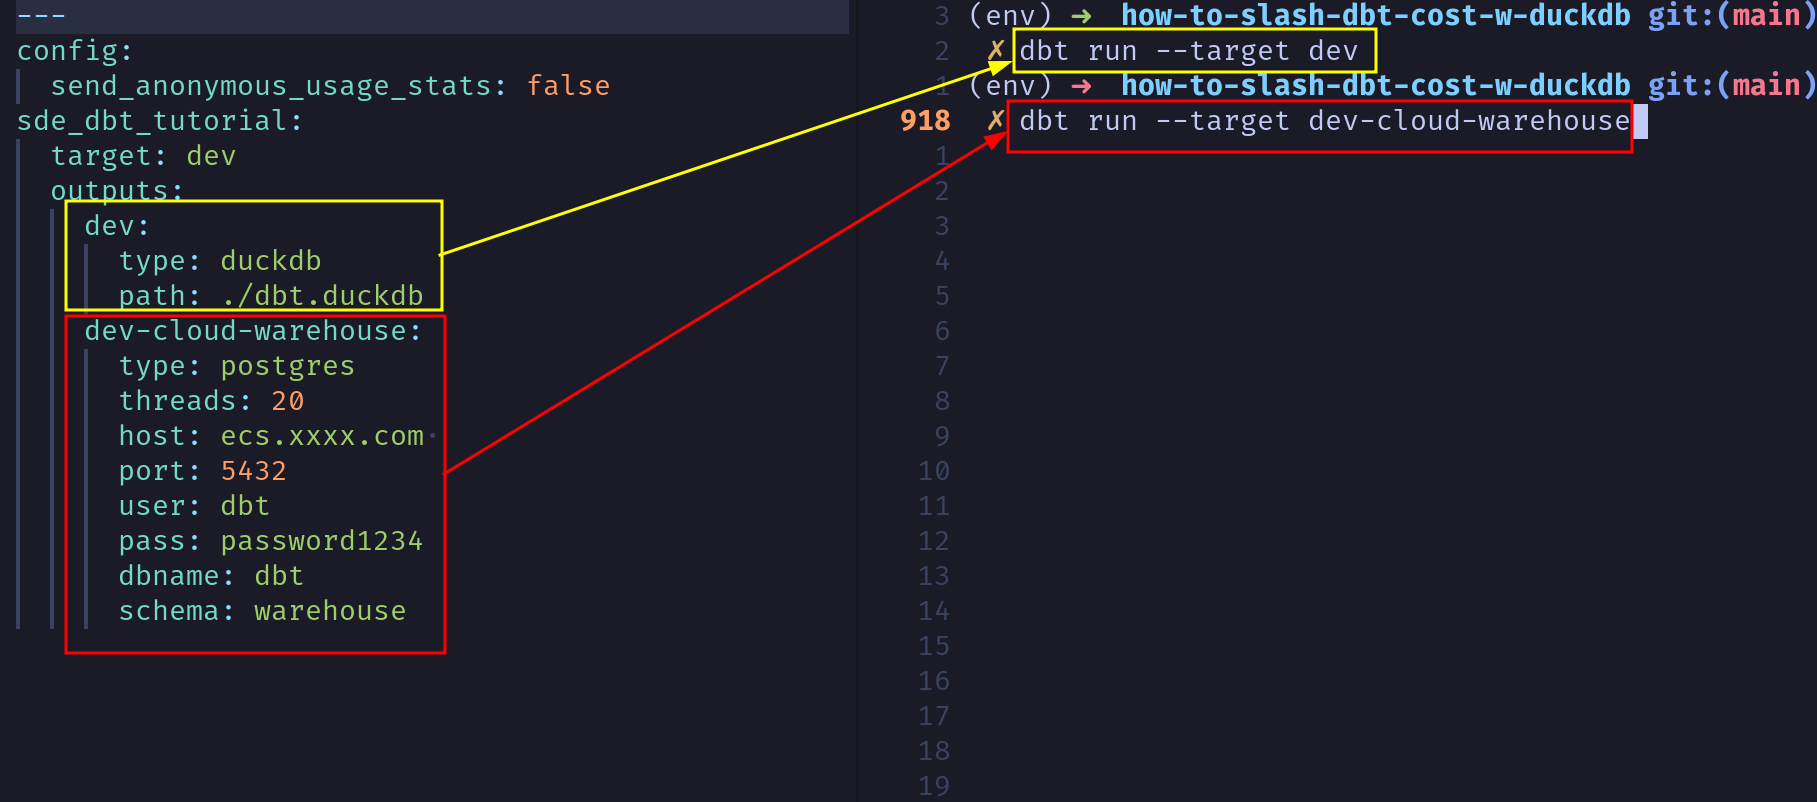 ---
config:
  send_anonymous_usage_stats: false
sde_dbt_tutorial:
  target: dev
  outputs:
    dev:
      type: duckdb
      path: ./dbt.duckdb
    dev-cloud-warehouse:
      type: postgres
      threads: 20
      host: ecs.xxxx.com
      port: 5432
      user: dbt
      pass: password1234
      dbname: dbt
      schema: warehouse
3 (env) ➜  how-to-slash-dbt-cost-w-duckdb git:(main)
2  ✗ dbt run --target dev
1 (env) ➜  how-to-slash-dbt-cost-w-duckdb git:(main)
918  ✗ dbt run --target dev-cloud-warehouse
1
2
3
4
5
6
7
8
9
10
11
12
13
14
15
16
17
18
19